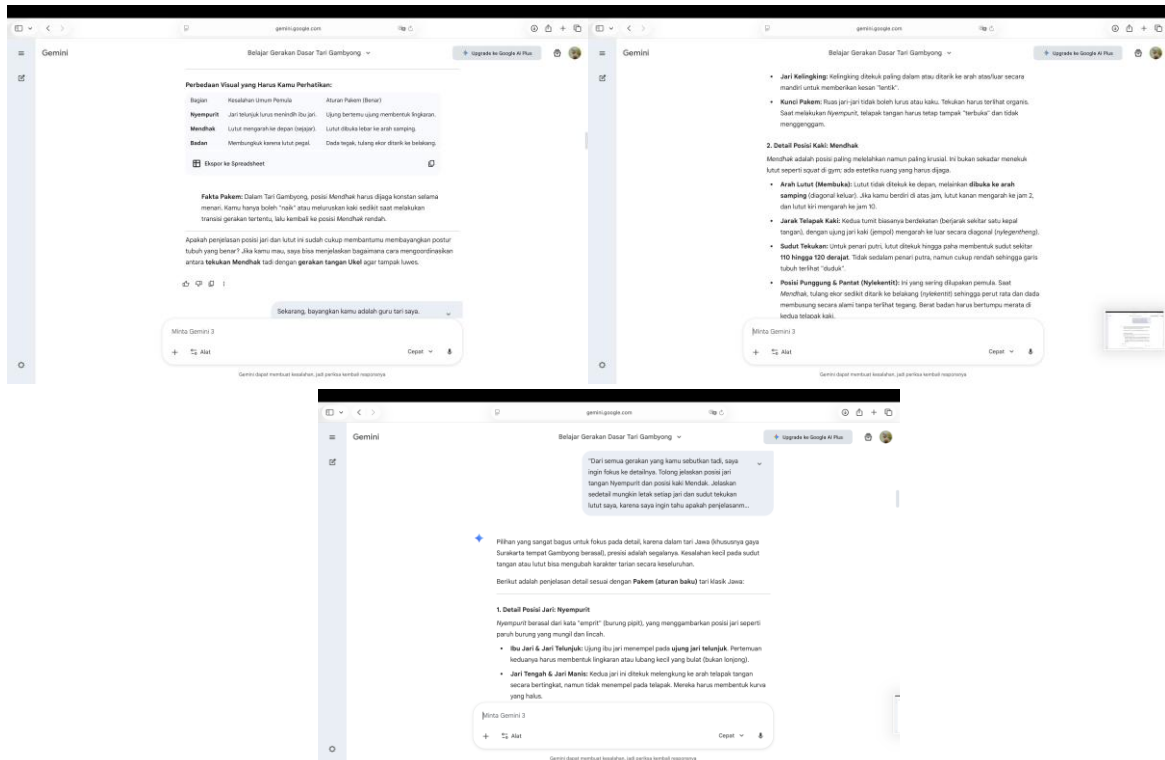 gemini.google.com
Gemini
Belajar Gerakan Dasar Tari Gambyong
Upgrade ke Google AI Plus
Perbedaan Visual yang Harus Kamu Perhatikan:
Bagian Kesalahan Umum Pemula Aturan Pakem (Benar)
Nyempurit Jari telunjuk lurus menindih ibu jari. Ujung bertemu ujung membentuk lingkaran.
Mendhak Lutut mengarah ke depan (sejajar). Lutut dibuka lebar ke arah samping.
Badan Membungkuk karena lutut pegal. Dada tegak, tulang ekor ditarik ke belakang.
Ekspor ke Spreadsheet
Fakta Pakem: Dalam Tari Gambyong, posisi Mendhak harus dijaga konstan selama
menari. Kamu hanya boleh "naik" atau meluruskan kaki sedikit saat melakukan
transisi gerakan tertentu, lalu kembali ke posisi Mendhak rendah.
Apakah penjelasan posisi jari dan lutut ini sudah cukup membantumu membayangkan postur
tubuh yang benar? Jika kamu mau, saya bisa menjelaskan bagaimana cara mengoordinasikan
antara tekukan Mendhak tadi dengan gerakan tangan Ukel agar tampak luwes.
Sekarang, bayangkan kamu adalah guru tari saya.
Minta Gemini 3
Alat
Cepat
Gemini dapat membuat kesalahan, jadi periksa kembali responsnya
gemini.google.com
Gemini
Belajar Gerakan Dasar Tari Gambyong
Upgrade ke Google AI Plus
• Jari Kelingking: Kelingking ditekuk paling dalam atau ditarik ke arah atas/luar secara
mandiri untuk memberikan kesan "lentik".
• Kunci Pakem: Ruas jari-jari tidak boleh lurus atau kaku. Tekukan harus terlihat organis.
Saat melakukan Nyempurit, telapak tangan harus tetap tampak "terbuka" dan tidak
menggenggam.
2. Detail Posisi Kaki: Mendhak
Mendhak adalah posisi paling melelahkan namun paling krusial. Ini bukan sekadar menekuk
lutut seperti squat di gym; ada estetika ruang yang harus dijaga.
• Arah Lutut (Membuka): Lutut tidak ditekuk ke depan, melainkan dibuka ke arah
samping (diagonal keluar). Jika kamu berdiri di atas jam, lutut kanan mengarah ke jam 2,
dan lutut kiri mengarah ke jam 10.
• Jarak Telapak Kaki: Kedua tumit biasanya berdekatan (berjarak sekitar satu kepal
tangan), dengan ujung jari kaki (jempol) mengarah ke luar secara diagonal (nylegentheng).
• Sudut Tekukan: Untuk penari putri, lutut ditekuk hingga paha membentuk sudut sekitar
110 hingga 120 derajat. Tidak sedalam penari putra, namun cukup rendah sehingga garis
tubuh terlihat "duduk".
• Posisi Punggung & Pantat (Nylekentit): Ini yang sering dilupakan pemula. Saat
Mendhak, tulang ekor sedikit ditarik ke belakang (nylekentit) sehingga perut rata dan dada
membusung secara alami tanpa terlihat tegang. Berat badan harus bertumpu merata di
kedua telapak kaki.
Minta Gemini 3
Alat
Cepat
Gemini dapat membuat kesalahan, jadi periksa kembali responsnya
gemini.google.com
Gemini
Belajar Gerakan Dasar Tari Gambyong
Upgrade ke Google AI Plus
"Dari semua gerakan yang kamu sebutkan tadi, saya
ingin fokus ke detailnya. Tolong jelaskan posisi jari
tangan Nyempurit dan posisi kaki Mendak. Jelaskan
sedetail mungkin letak setiap jari dan sudut tekukan
lutut saya, karena saya ingin tahu apakah penjelasanm...
Pilihan yang sangat bagus untuk fokus pada detail, karena dalam tari Jawa (khususnya gaya
Surakarta tempat Gambyong berasal), presisi adalah segalanya. Kesalahan kecil pada sudut
tangan atau lutut bisa mengubah karakter tarian secara keseluruhan.
Berikut adalah penjelasan detail sesuai dengan Pakem (aturan baku) tari klasik Jawa:
1. Detail Posisi Jari: Nyempurit
Nyempurit berasal dari kata "emprit" (burung pipit), yang menggambarkan posisi jari seperti
paruh burung yang mungil dan lincah.
• Ibu Jari & Jari Telunjuk: Ujung ibu jari menempel pada ujung jari telunjuk. Pertemuan
keduanya harus membentuk lingkaran atau lubang kecil yang bulat (bukan lonjong).
• Jari Tengah & Jari Manis: Kedua jari ini ditekuk melengkung ke arah telapak tangan
secara bertingkat, namun tidak menempel pada telapak. Mereka harus membentuk kurva
yang halus.
Minta Gemini 3
Alat
Cepat
Gemini dapat membuat kesalahan, jadi periksa kembali responsnya